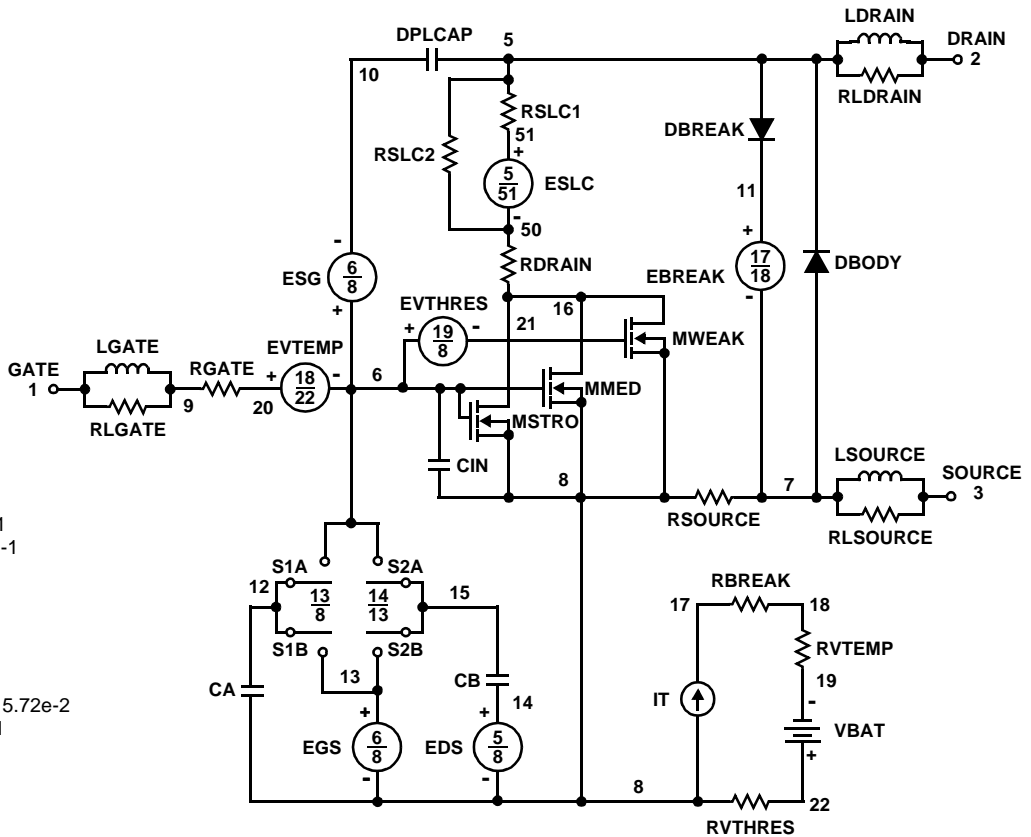 LDRAIN
DPLCAP 5 DRAIN
2
10 RLDRAIN
RSLC1
DBREAK
51
RSLC2 +
5
51
ESLC
11
-
50
+
- RDRAIN
17
18
EBREAK DBODY
6
8
ESG
EVTHRES 16 -
+ 21
+ 19
8
- MWEAK
LGATE EVTEMP
GATE RGATE 6 MMED
1 + 18
22
-
9 20 MSTRO
RLGATE
LSOURCE
CIN 8 7 SOURCE
3
RSOURCE
RLSOURCE
-1
S1A S2A
12 13
8
14
13
15
RBREAK
17 18
S1B S2B
RVTEMP
13 CB 19
CA IT -
5.72e-2 14
+ +
EGS 6
8
EDS 5
8
VBAT
- - +
8 22
RVTHRES